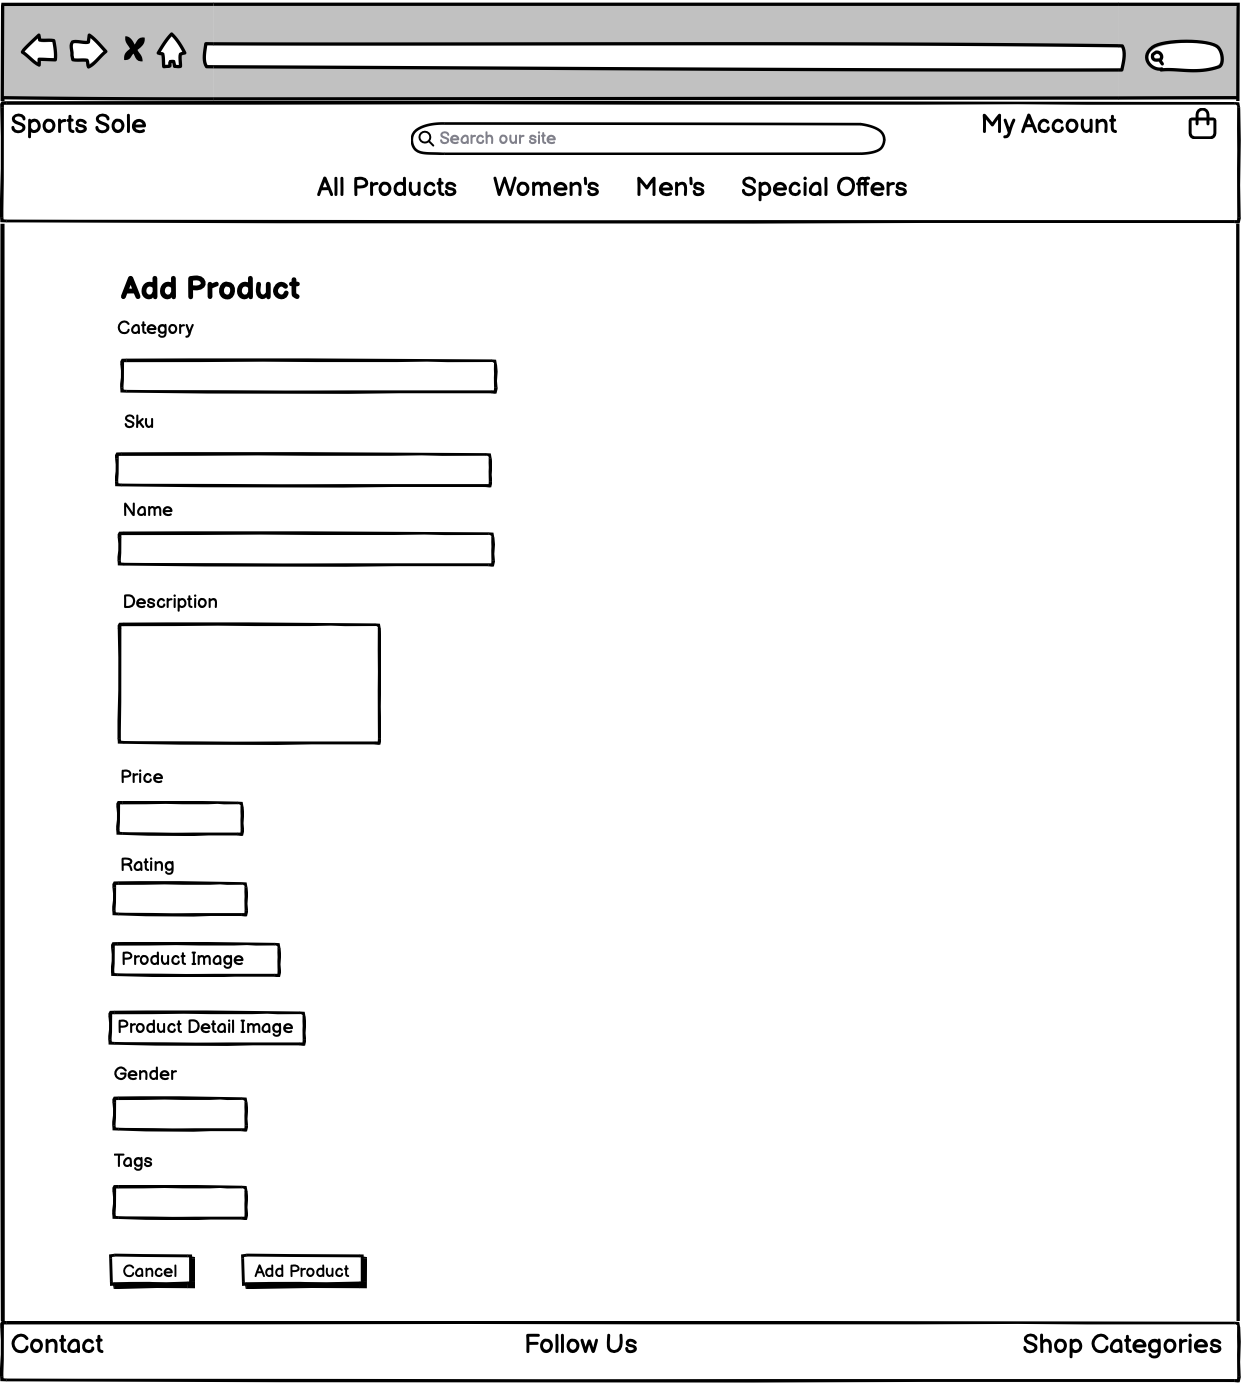 Sports Sole
Search our site
My Account
All Products Women's Men's Special Offers
Add Product
Category
Sku
Name
Description
Price
Rating
Product Image
Product Detail Image
Gender
Tags
Cancel Add Product
Contact Follow Us Shop Categories